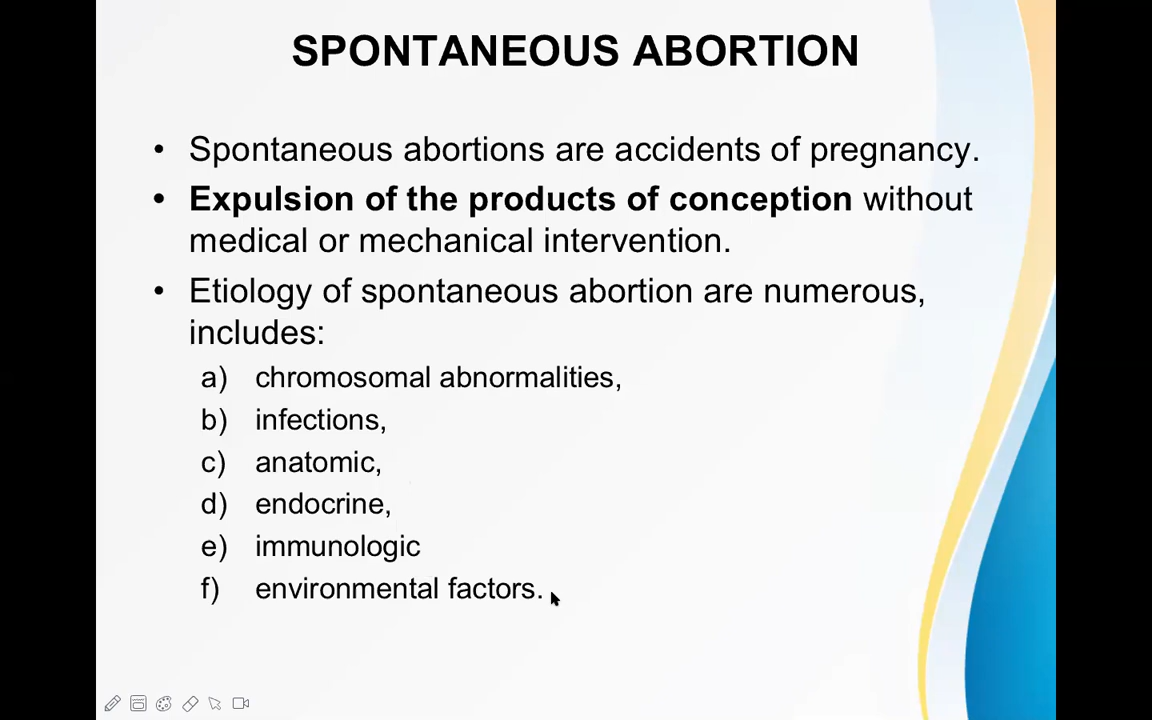 SPONTANEOUS ABORTION
• Spontaneous abortions are accidents of pregnancy.
• Expulsion of the products of conception without
medical or mechanical intervention.
• Etiology of spontaneous abortion are numerous,
includes:
a) chromosomal abnormalities,
b) infections,
c) anatomic,
d) endocrine,
e) immunologic
f) environmental factors.